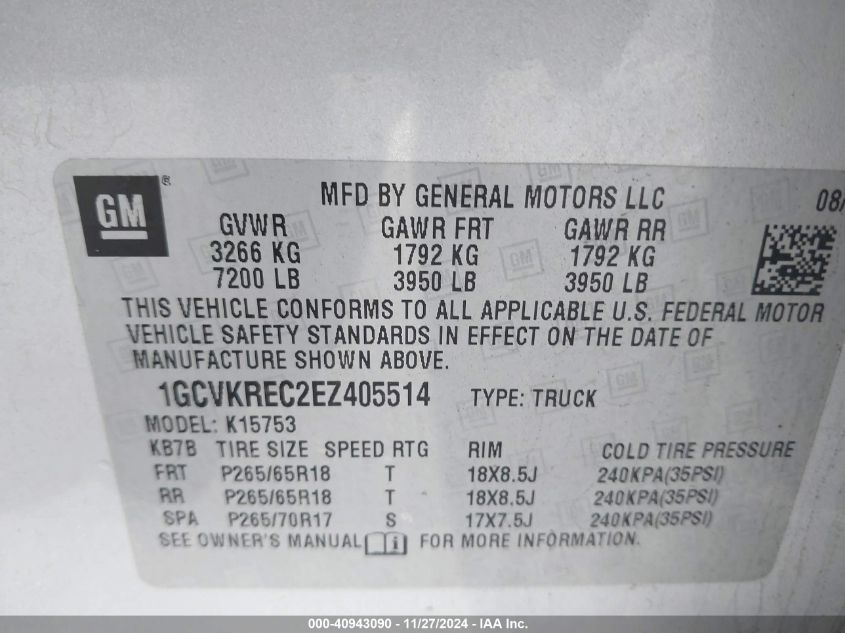 GM ®
MFD BY GENERAL MOTORS LLC 08/
GVWR GAWR FRT GAWR RR
3266 KG 1792 KG 1792 KG
7200 LB 3950 LB 3950 LB
THIS VEHICLE CONFORMS TO ALL APPLICABLE U.S. FEDERAL MOTOR
VEHICLE SAFETY STANDARDS IN EFFECT ON THE DATE OF
MANUFACTURE SHOWN ABOVE.
1GCVKREC2EZ405514 TYPE: TRUCK
MODEL: K15753
KB7B TIRE SIZE SPEED RTG RIM COLD TIRE PRESSURE
FRT P265/65R18 T 18X8.5J 240KPA(35PSI)
RR P265/65R18 T 18X8.5J 240KPA(35PSI)
SPA P265/70R17 S 17X7.5J 240KPA(35PSI)
SEE OWNER'S MANUAL i FOR MORE INFORMATION.
000-40943090 - 11/27/2024 - IAA Inc.